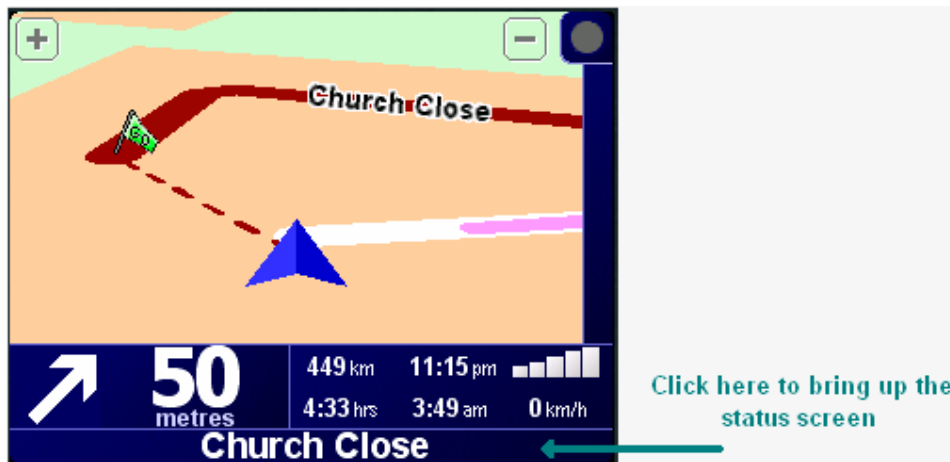 +
−
Church Close
GO
50
metres
449 km 11:15 pm
4:33 hrs 3:49 am 0 km/h
Church Close
Click here to bring up the
status screen